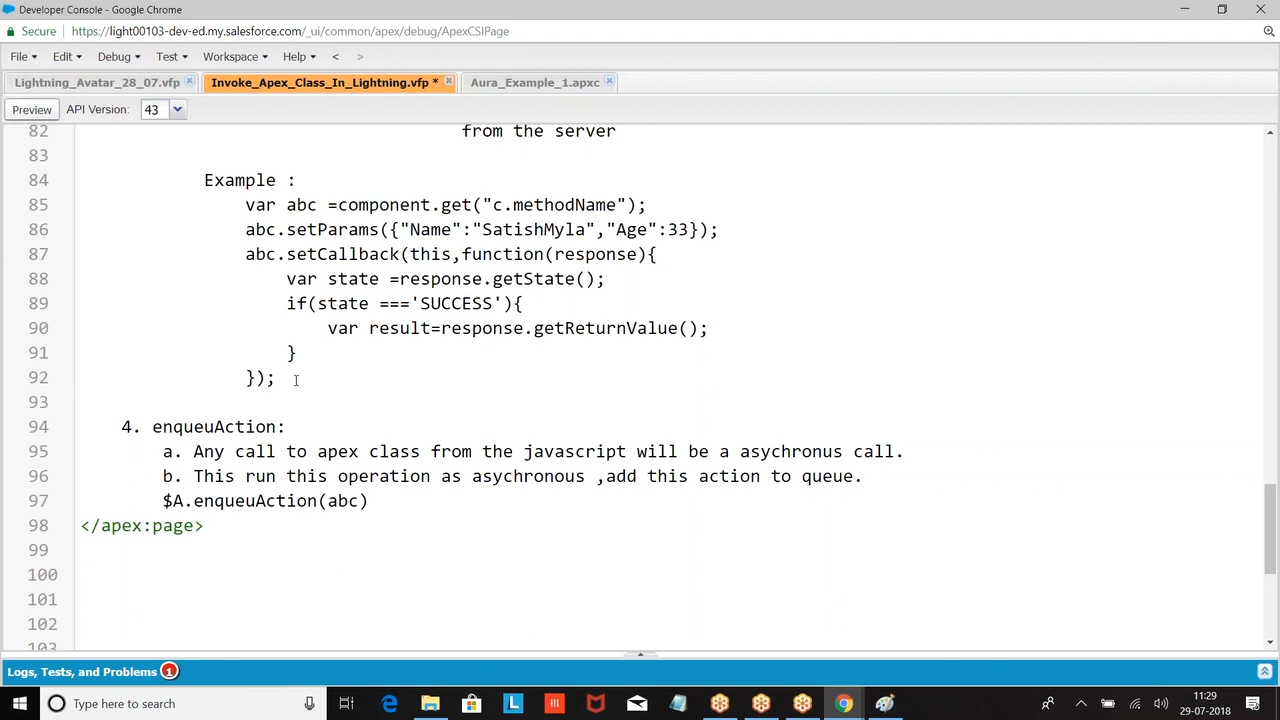 Developer Console - Google Chrome
Secure https://light00103-dev-ed.my.salesforce.com/_ui/common/apex/debug/ApexCSIPage
File Edit Debug Test Workspace Help < >
Lightning_Avatar_28_07.vfp Invoke_Apex_Class_In_Lightning.vfp * Aura_Example_1.apxc
Preview API Version: 43
82 from the server
83
84 Example :
85 var abc =component.get("c.methodName");
86 abc.setParams({"Name":"SatishMyla","Age":33});
87 abc.setCallback(this,function(response){
88 var state =response.getState();
89 if(state ==='SUCCESS'){
90 var result=response.getReturnValue();
91 }
92 });
93
94 4. enqueuAction:
95 a. Any call to apex class from the javascript will be a asychronus call.
96 b. This run this operation as asychronous ,add this action to queue.
97 $A.enqueuAction(abc)
98 </apex:page>
99
100
101
102
103
Logs, Tests, and Problems 1
Type here to search
11:29
29-07-2018